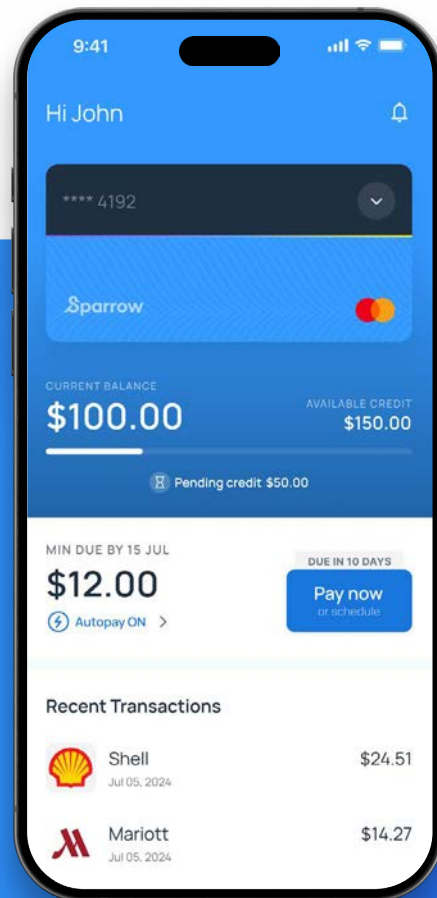 9:41
Hi John
**** 4192
Sparrow
CURRENT BALANCE
$100.00
AVAILABLE CREDIT
$150.00
Pending credit $50.00
MIN DUE BY 15 JUL
$12.00
Autopay ON
DUE IN 10 DAYS
Pay now
or schedule
Recent Transactions
Shell
$24.51
Jul 05, 2024
Mariott
$14.27
Jul 05, 2024